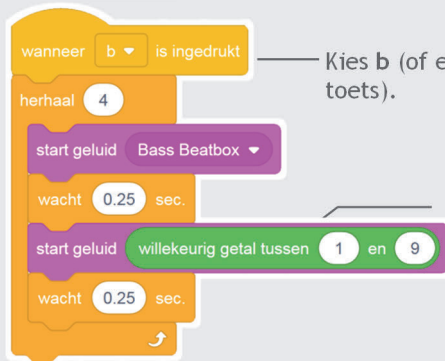 wanneer b is ingedrukt
Kies b (of e
toets).
herhaal 4
start geluid Bass Beatbox
wacht 0.25 sec.
start geluid willekeurig getal tussen 1 en 9
wacht 0.25 sec.